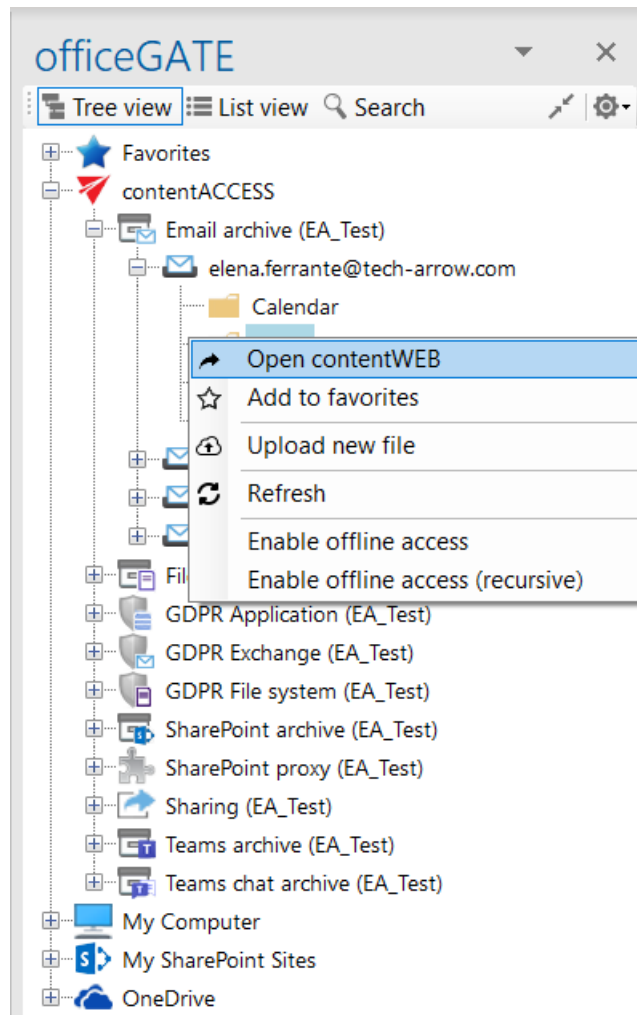 officeGATE
Tree view List view Search
Favorites
contentACCESS
Email archive (EA_Test)
elena.ferrante@tech-arrow.com
Calendar
Open contentWEB
Add to favorites
Upload new file
Refresh
Enable offline access
Enable offline access (recursive)
GDPR Application (EA_Test)
GDPR Exchange (EA_Test)
GDPR File system (EA_Test)
SharePoint archive (EA_Test)
SharePoint proxy (EA_Test)
Sharing (EA_Test)
Teams archive (EA_Test)
Teams chat archive (EA_Test)
My Computer
My SharePoint Sites
OneDrive